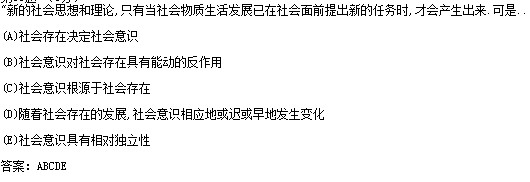 "新的社会思想和理论,只有当社会物质生活发展已在社会面前提出新的任务时,才会产生出来.可是..
(A)社会存在决定社会意识
(B)社会意识对社会存在具有能动的反作用
(C)社会意识根源于社会存在
(D)随着社会存在的发展,社会意识相应地或迟或早地发生变化
(E)社会意识具有相对独立性
答案: ABCDE